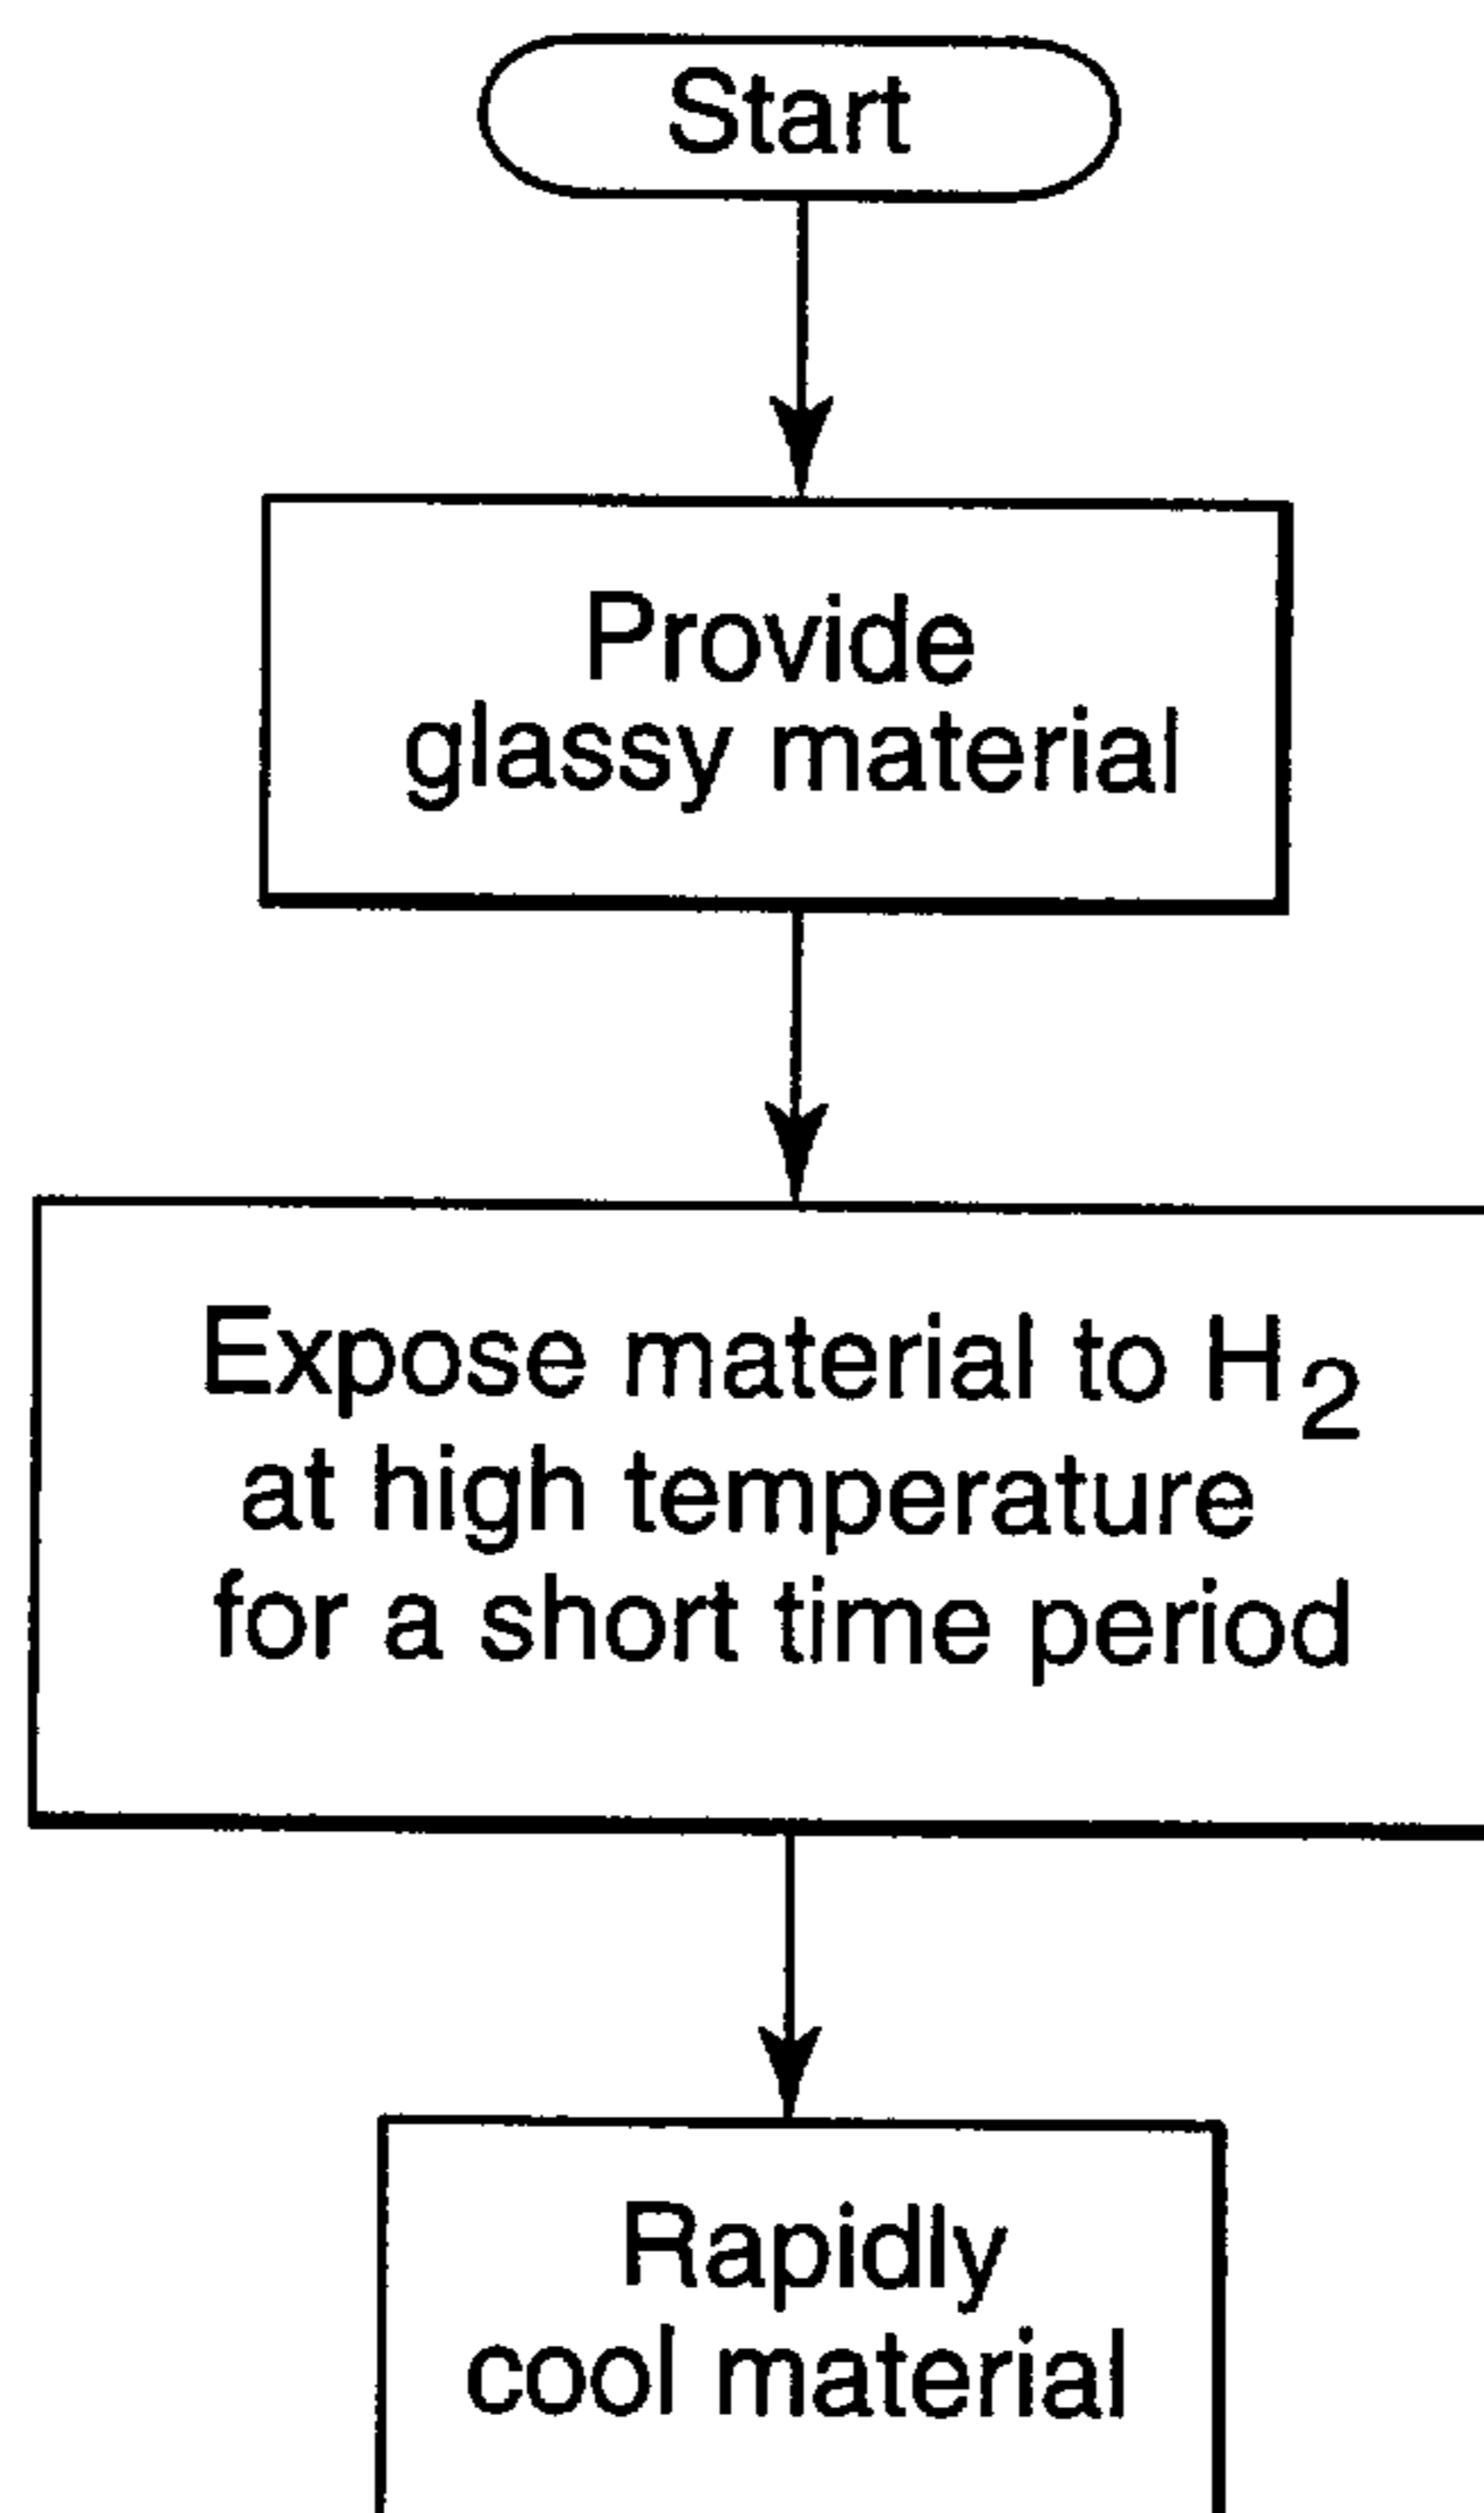 Start
Provide
glassy material
Expose material to H2
at high temperature
for a short time period
Rapidly
cool material